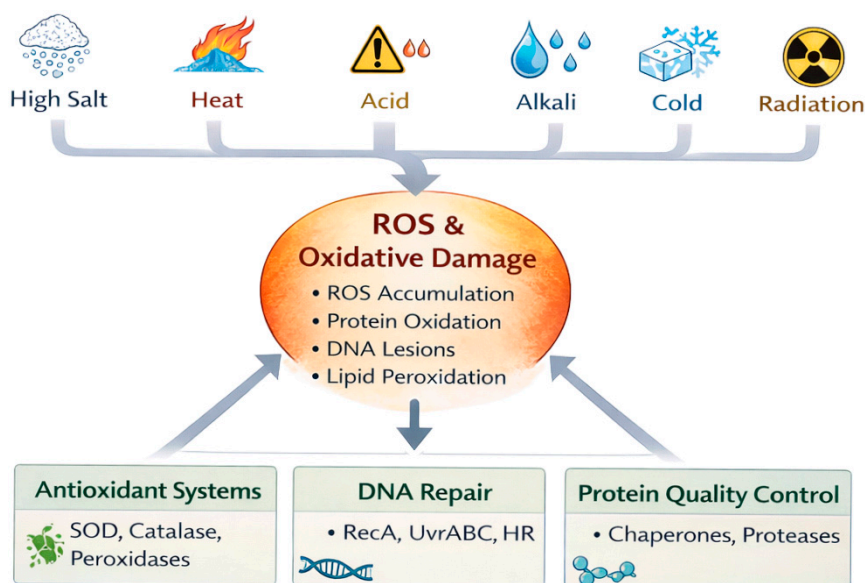 High Salt
Heat
Acid
Alkali
Cold
Radiation
ROS &
Oxidative Damage
• ROS Accumulation
• Protein Oxidation
• DNA Lesions
• Lipid Peroxidation
Antioxidant Systems
SOD, Catalase,
Peroxidases
DNA Repair
• RecA, UvrABC, HR
Protein Quality Control
• Chaperones, Proteases